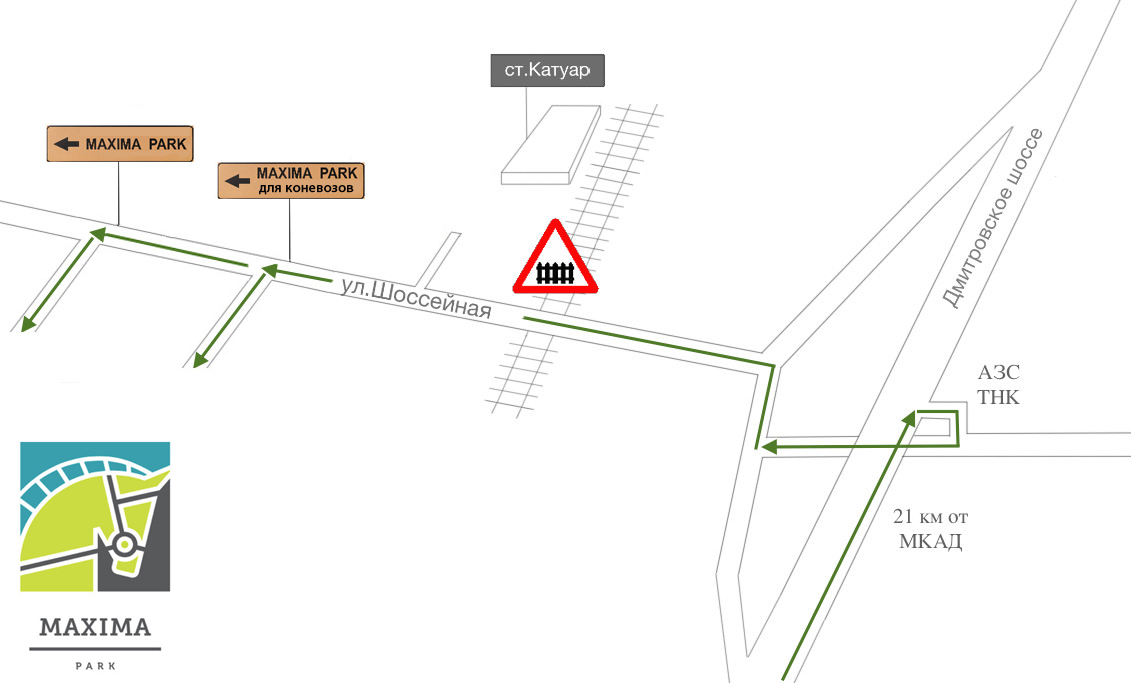 ст.Катуар
MAXIMA PARK
MAXIMA PARK
для коневозов
ул.Шоссейная
Дмитровское шоссе
АЗС
ТНК
21 км от
МКАД
MAXIMA
PARK